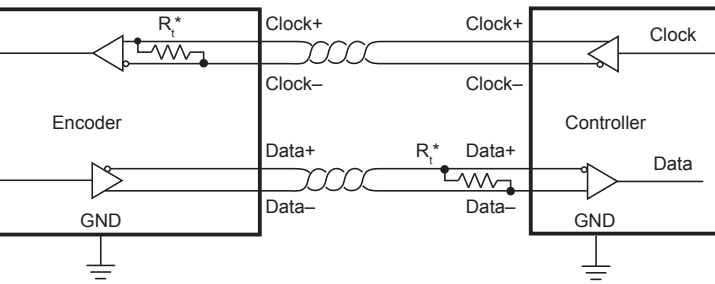 Rt*
Clock+
Clock+
Clock
Clock–
Clock–
Encoder
Controller
Data+
Rt*
Data+
Data
Data–
Data–
GND
GND